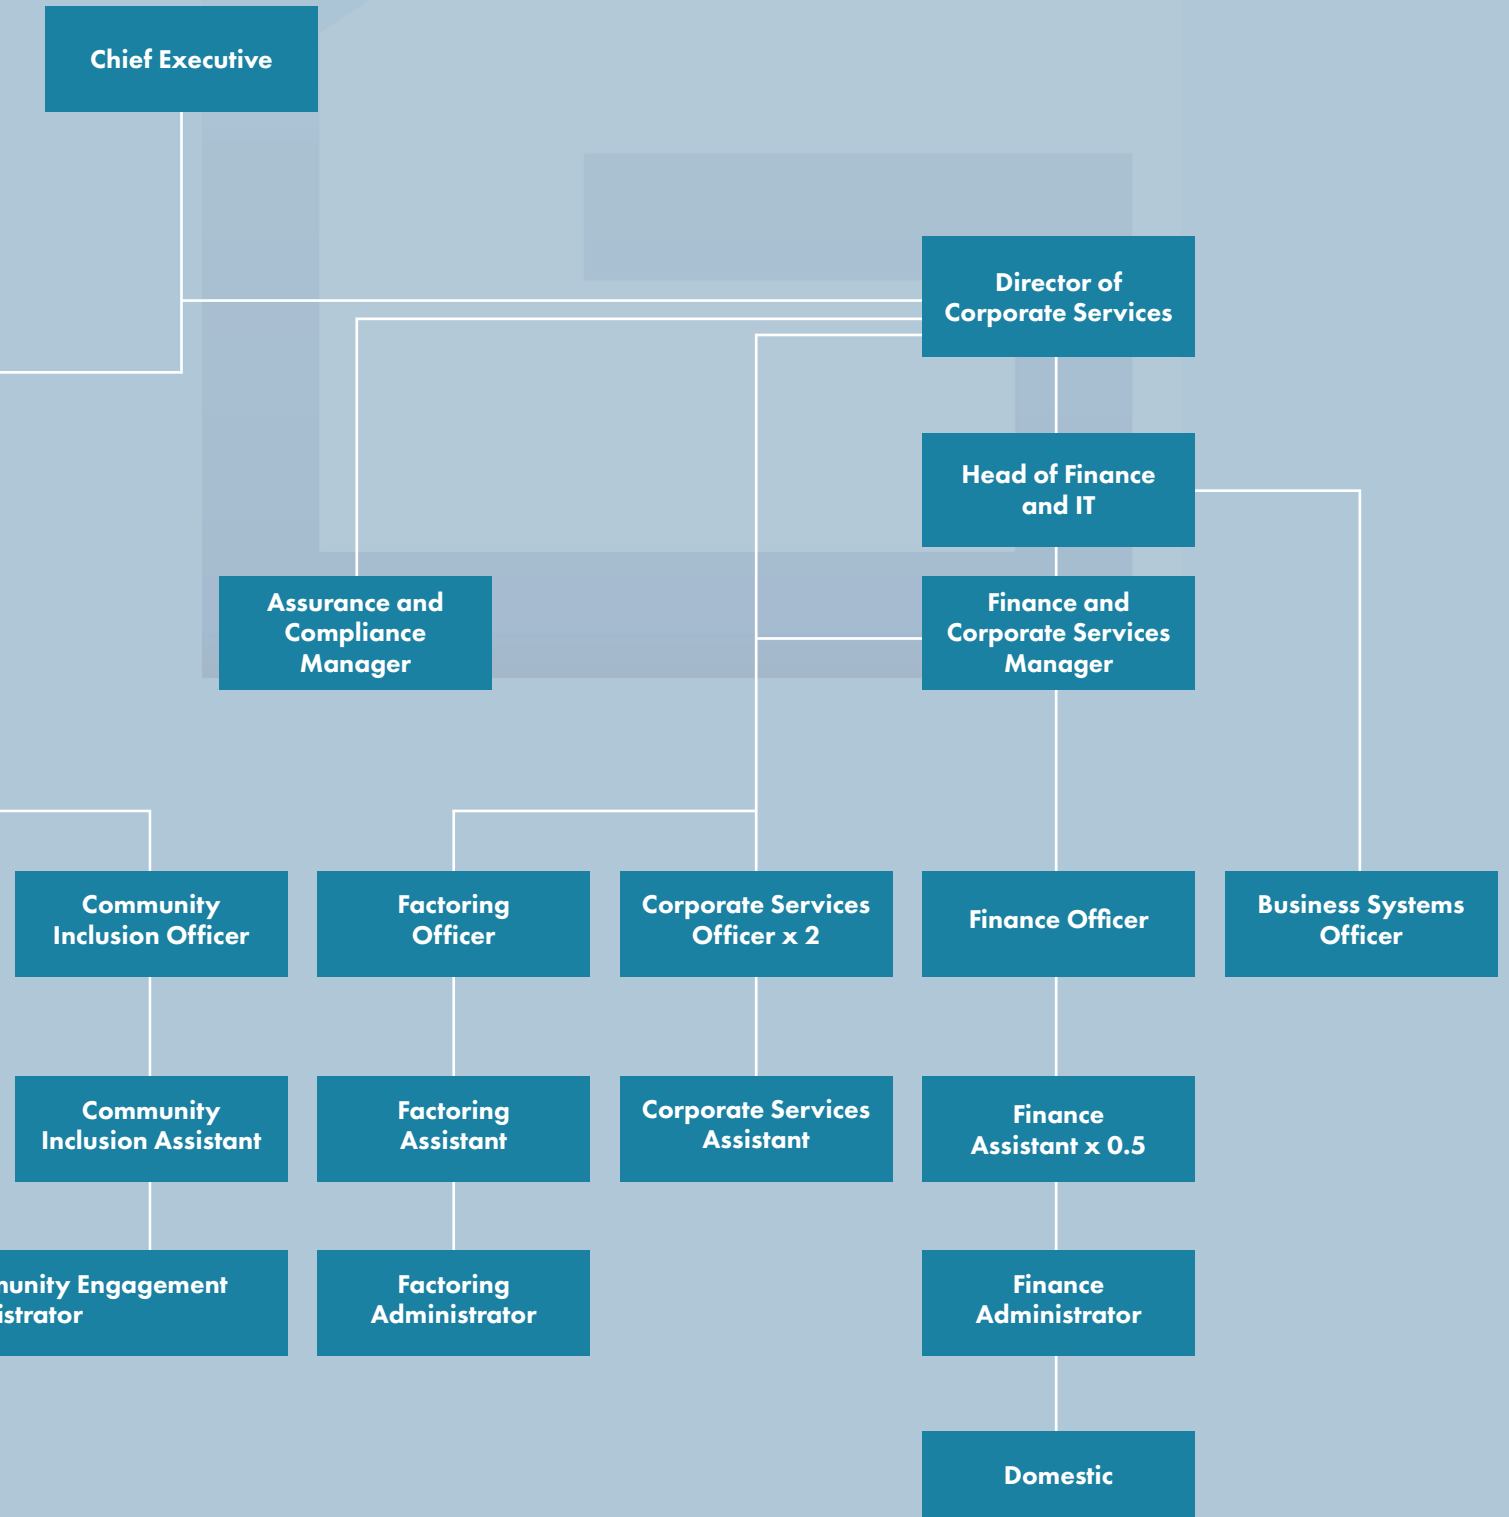 Chief Executive
Director of
Corporate Services
Head of Finance
and IT
Assurance and
Compliance
Manager
Finance and
Corporate Services
Manager
Community
Inclusion Officer
Factoring
Officer
Corporate Services
Officer x 2
Finance Officer
Business Systems
Officer
Community
Inclusion Assistant
Factoring
Assistant
Corporate Services
Assistant
Finance
Assistant x 0.5
Engagement
Factoring
Administrator
Finance
Administrator
Domestic